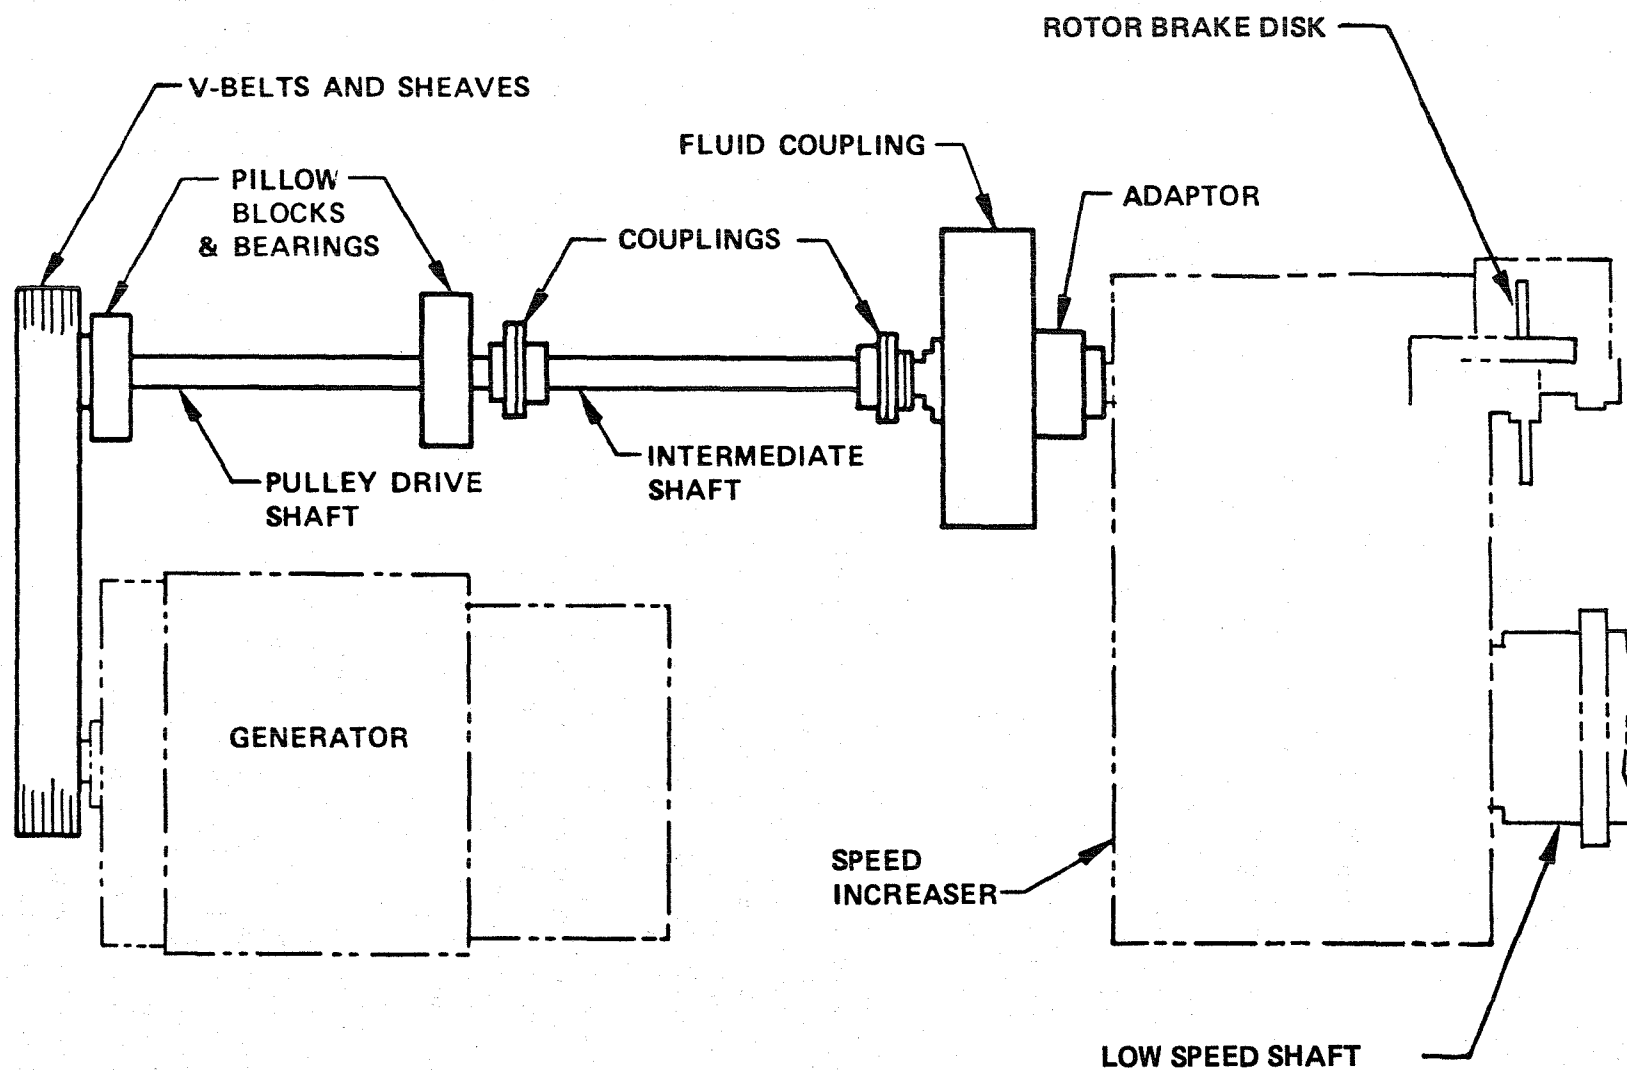 ROTOR BRAKE DISK
V-BELTS AND SHEAVES
FLUID COUPLING
PILLOW
BLOCKS
& BEARINGS
ADAPTOR
COUPLINGS
INTERMEDIATE
SHAFT
PULLEY DRIVE
SHAFT
GENERATOR
SPEED
INCREASER
LOW SPEED SHAFT